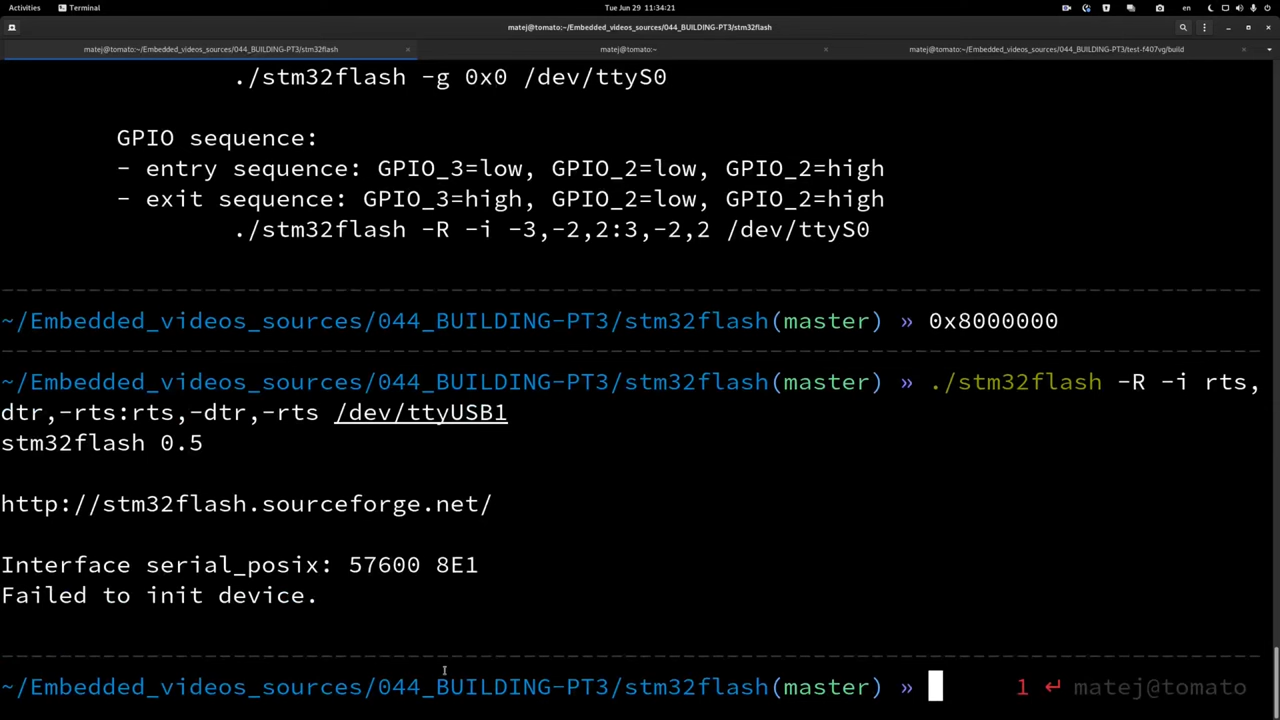 Activities Terminal Tue Jun 29 11:34:21 en
matej@tomato:~/Embedded_videos_sources/044_BUILDING-PT3/stm32flash
matej@tomato:~/Embedded_videos_sources/044_BUILDING-PT3/stm32flash × matej@tomato:~ × matej@tomato:~/Embedded_videos_sources/044_BUILDING-PT3/test-f407vg/build ×
./stm32flash -g 0x0 /dev/ttyS0
GPIO sequence:
- entry sequence: GPIO_3=low, GPIO_2=low, GPIO_2=high
- exit sequence: GPIO_3=high, GPIO_2=low, GPIO_2=high
./stm32flash -R -i -3,-2,2:3,-2,2 /dev/ttyS0
~/Embedded_videos_sources/044_BUILDING-PT3/stm32flash(master) » 0x8000000
~/Embedded_videos_sources/044_BUILDING-PT3/stm32flash(master) » ./stm32flash -R -i rts,
dtr,-rts:rts,-dtr,-rts /dev/ttyUSB1
stm32flash 0.5
http://stm32flash.sourceforge.net/
Interface serial_posix: 57600 8E1
Failed to init device.
~/Embedded_videos_sources/044_BUILDING-PT3/stm32flash(master) » 1 ↵ matej@tomato